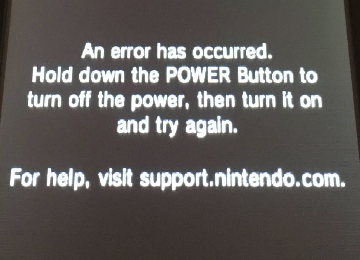 An error has occurred.
Hold down the POWER Button to
turn off the power, then turn it on
and try again.
For help, visit support.nintendo.com.